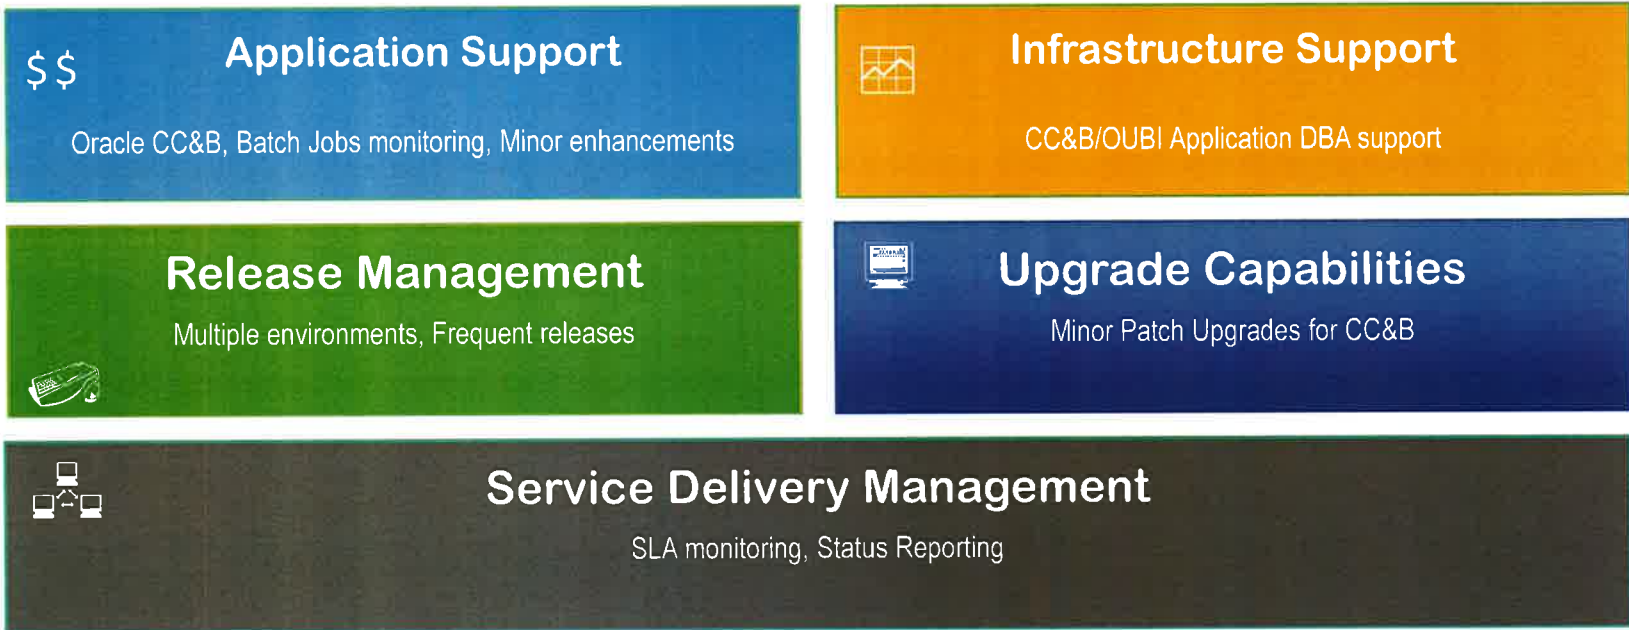 $$
Application Support
Oracle CC&B, Batch Jobs monitoring, Minor enhancements
Infrastructure Support
CC&B/OUBI Application DBA support
Release Management
Multiple environments, Frequent releases
Upgrade Capabilities
Minor Patch Upgrades for CC&B
Service Delivery Management
SLA monitoring, Status Reporting